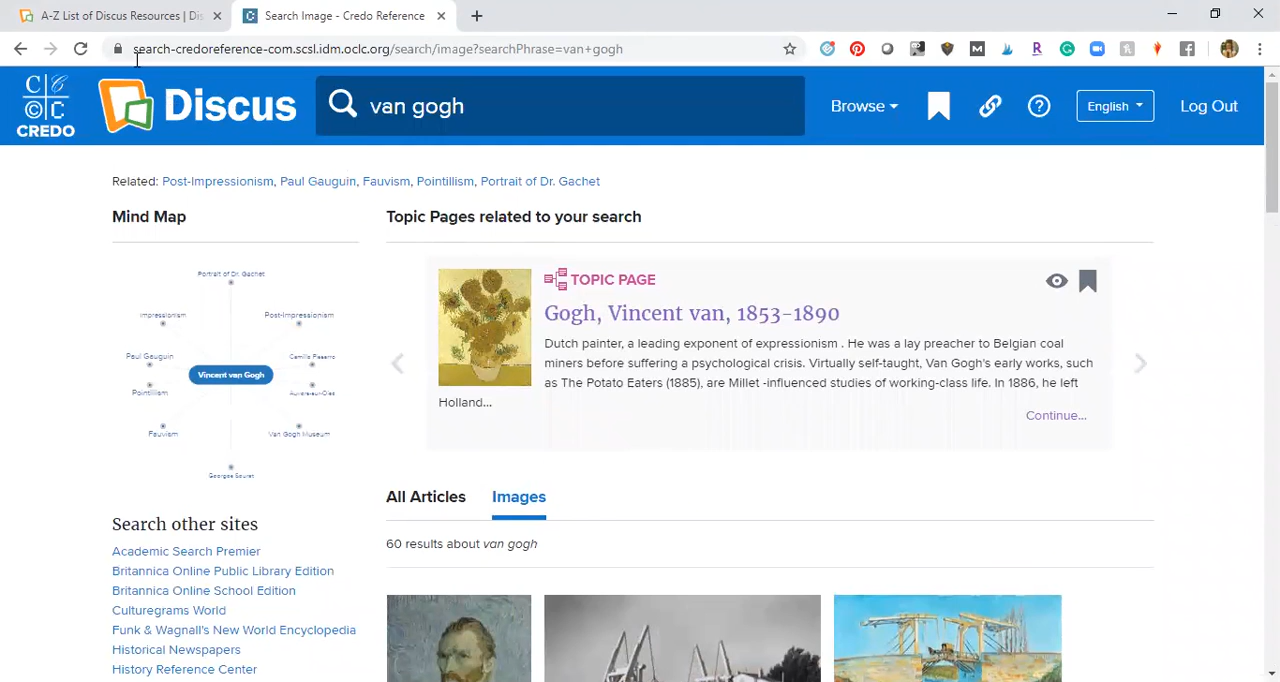 A-Z List of Discus Resources | Dis
Search Image - Credo Reference
search-credoreference-com.scsl.idm.oclc.org/search/image?searchPhrase=van+gogh
CREDO
Discus
van gogh
Browse
English
Log Out
Related: Post-Impressionism, Paul Gauguin, Fauvism, Pointillism, Portrait of Dr. Gachet
Mind Map
Portrait of Dr. Gachet
Impressionism
Post-Impressionism
Paul Gauguin
Camille Pissarro
Vincent van Gogh
Pointillism
Auvers-sur-Oise
Fauvism
Van Gogh Museum
Georges Seurat
Topic Pages related to your search
TOPIC PAGE
Gogh, Vincent van, 1853-1890
Dutch painter, a leading exponent of expressionism . He was a lay preacher to Belgian coal
miners before suffering a psychological crisis. Virtually self-taught, Van Gogh's early works, such
as The Potato Eaters (1885), are Millet -influenced studies of working-class life. In 1886, he left
Holland...
Continue...
Search other sites
Academic Search Premier
Britannica Online Public Library Edition
Britannica Online School Edition
Culturegrams World
Funk & Wagnall's New World Encyclopedia
Historical Newspapers
History Reference Center
All Articles
Images
60 results about van gogh